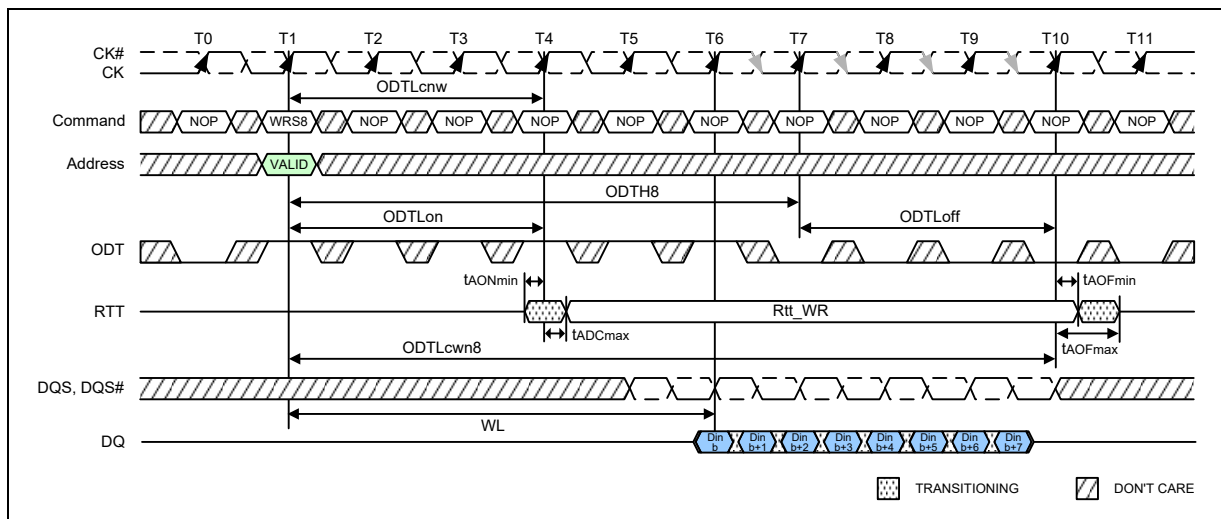 T0 T1 T2 T3 T4 T5 T6 T7 T8 T9 T10 T11
CK#
CK
ODTLcnw
Command NOP WRS8 NOP NOP NOP NOP NOP NOP NOP NOP NOP NOP
Address VALID
ODTH8
ODTLon ODTLoff
ODT
tAONmin tAOFmin
RTT Rtt_WR
tADCmax tAOFmax
ODTLcwn8
DQS, DQS#
WL
DQ Din b Din b+1 Din b+2 Din b+3 Din b+4 Din b+5 Din b+6 Din b+7
TRANSITIONING DON'T CARE